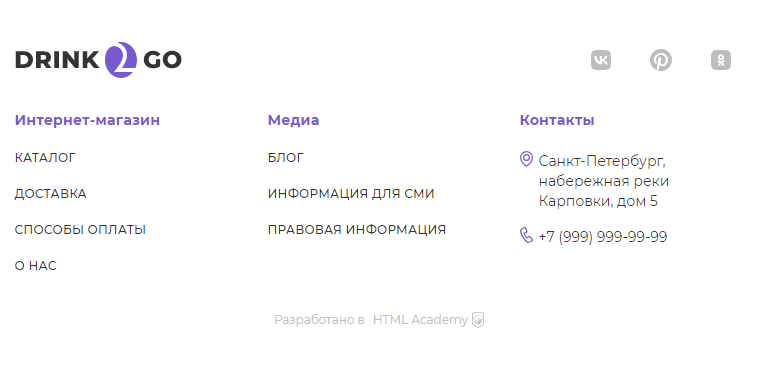 DRINK 2 GO
Интернет-магазин
КАТАЛОГ
ДОСТАВКА
СПОСОБЫ ОПЛАТЫ
О НАС
Медиа
БЛОГ
ИНФОРМАЦИЯ ДЛЯ СМИ
ПРАВОВАЯ ИНФОРМАЦИЯ
Контакты
Санкт-Петербург,
набережная реки
Карповки, дом 5
+7 (999) 999-99-99
Разработано в HTML Academy